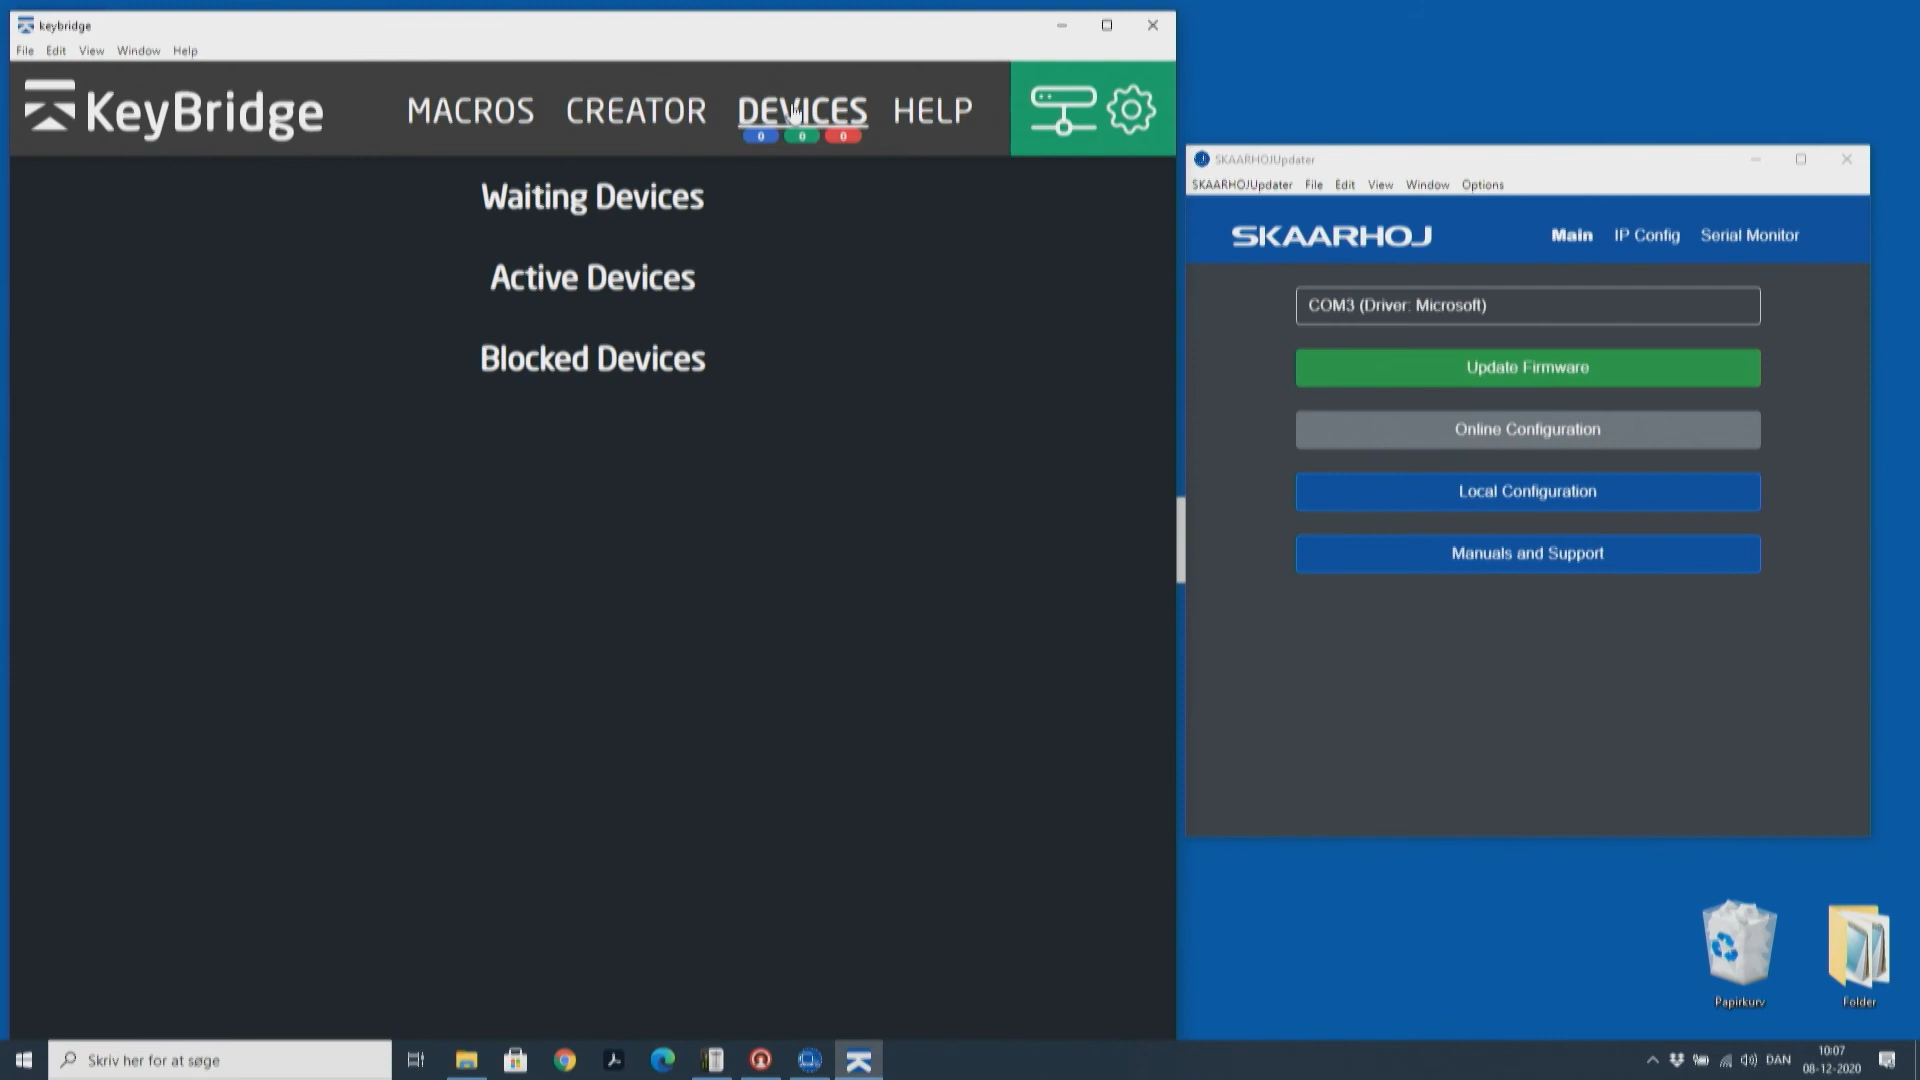 keybridge
File Edit View Window Help
KeyBridge
MACROS CREATOR DEVICES HELP
0 0 0
Waiting Devices
Active Devices
Blocked Devices
SKAARHOJUpdater
SKAARHOJUpdater File Edit View Window Options
SKAARHOJ
Main IP Config Serial Monitor
COM3 (Driver: Microsoft)
Update Firmware
Online Configuration
Local Configuration
Manuals and Support
Papirkurv
Folder
Skriv her for at søge
DAN
10:07
08-12-2020